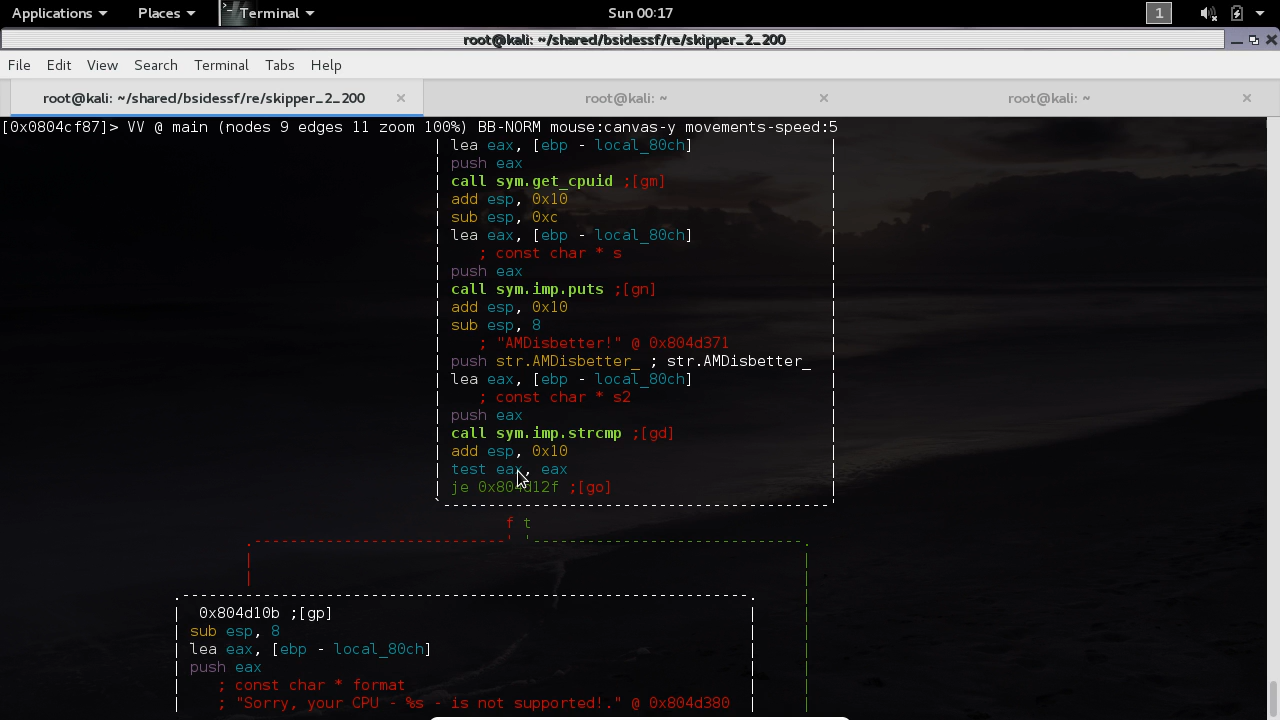 Applications Places Terminal Sun 00:17 1
root@kali: ~/shared/bsidessf/re/skipper_2_200
File Edit View Search Terminal Tabs Help
root@kali: ~/shared/bsidessf/re/skipper_2_200 × root@kali: ~ × root@kali: ~ ×
[0x0804cf87]> VV @ main (nodes 9 edges 11 zoom 100%) BB-NORM mouse:canvas-y movements-speed:5
lea eax, [ebp - local_80ch]
push eax
call sym.get_cpuid ;[gm]
add esp, 0x10
sub esp, 0xc
lea eax, [ebp - local_80ch]
; const char * s
push eax
call sym.imp.puts ;[gn]
add esp, 0x10
sub esp, 8
; "AMDisbetter!" @ 0x804d371
push str.AMDisbetter_ ; str.AMDisbetter_
lea eax, [ebp - local_80ch]
; const char * s2
push eax
call sym.imp.strcmp ;[gd]
add esp, 0x10
test eax, eax
je 0x804d12f ;[go]
f t
0x804d10b ;[gp]
sub esp, 8
lea eax, [ebp - local_80ch]
push eax
; const char * format
; "Sorry, your CPU - %s - is not supported!." @ 0x804d380